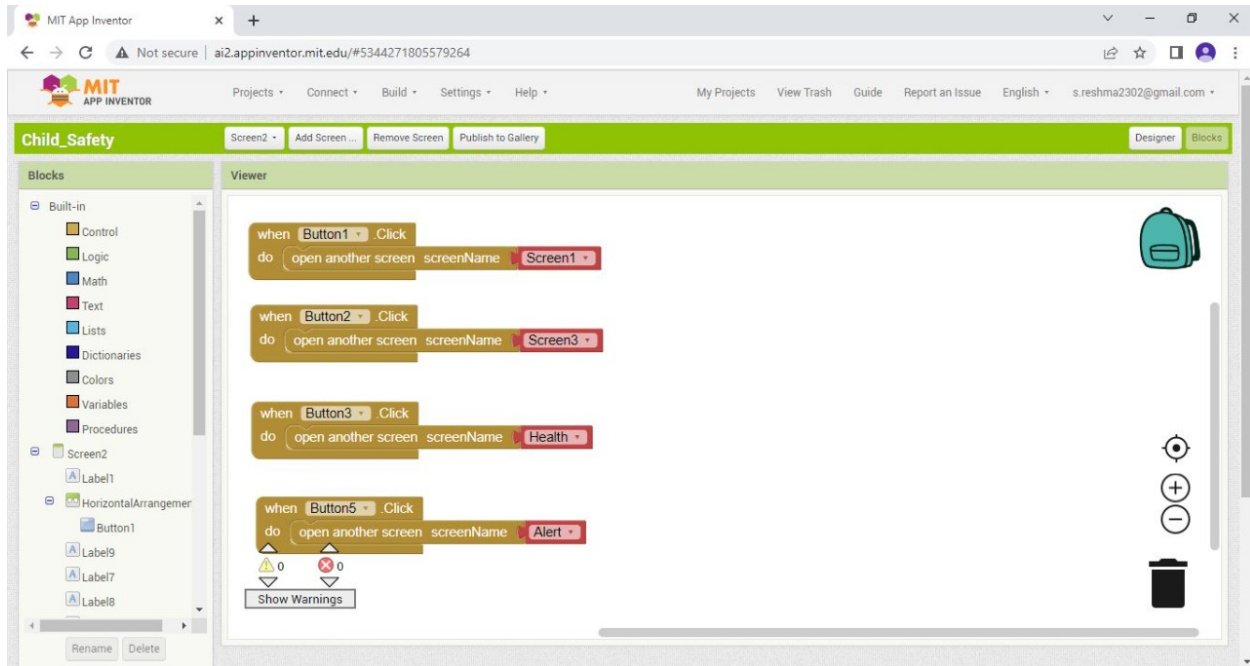 MIT App Inventor
Not secure ai2.appinventor.mit.edu/#5344271805579264
MIT
APP INVENTOR
Projects Connect Build Settings Help My Projects View Trash Guide Report an Issue English s.reshma2302@gmail.com
Child_Safety Screen2 Add Screen ... Remove Screen Publish to Gallery Designer Blocks
Blocks Viewer
Built-in
Control
Logic
Math
Text
Lists
Dictionaries
Colors
Variables
Procedures
Screen2
Label1
HorizontalArrangemer
Button1
Label9
Label7
Label8
Rename Delete
when Button1 .Click
do open another screen screenName Screen1
when Button2 .Click
do open another screen screenName Screen3
when Button3 .Click
do open another screen screenName Health
when Button5 .Click
do open another screen screenName Alert
0 0
Show Warnings